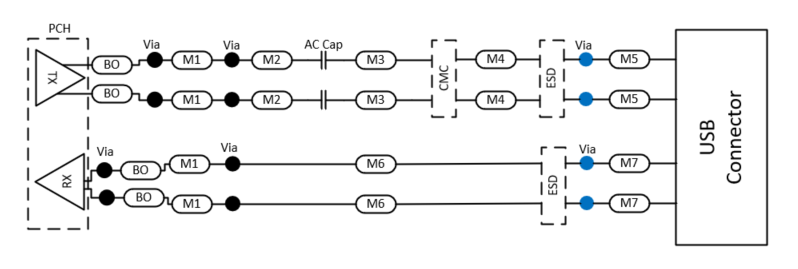 PCH
TX
BO
Via
M1
Via
M2
AC Cap
M3
CMC
M4
ESD
Via
M5
BO
M1
M2
M3
M4
M5
USB
Connector
RX
Via
BO
M1
Via
M6
ESD
Via
M7
BO
M1
M6
M7